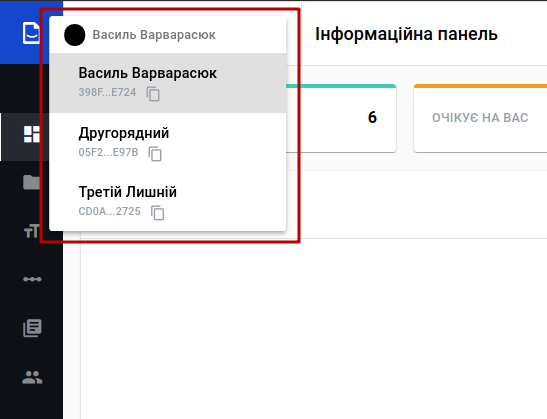 Василь Варварасюк
Інформаційна панель
Василь Варварасюк
398F...E724
6
ОЧІКУЄ НА ВАС
Другорядний
05F2...E97B
Третій Лишній
CD0A...2725